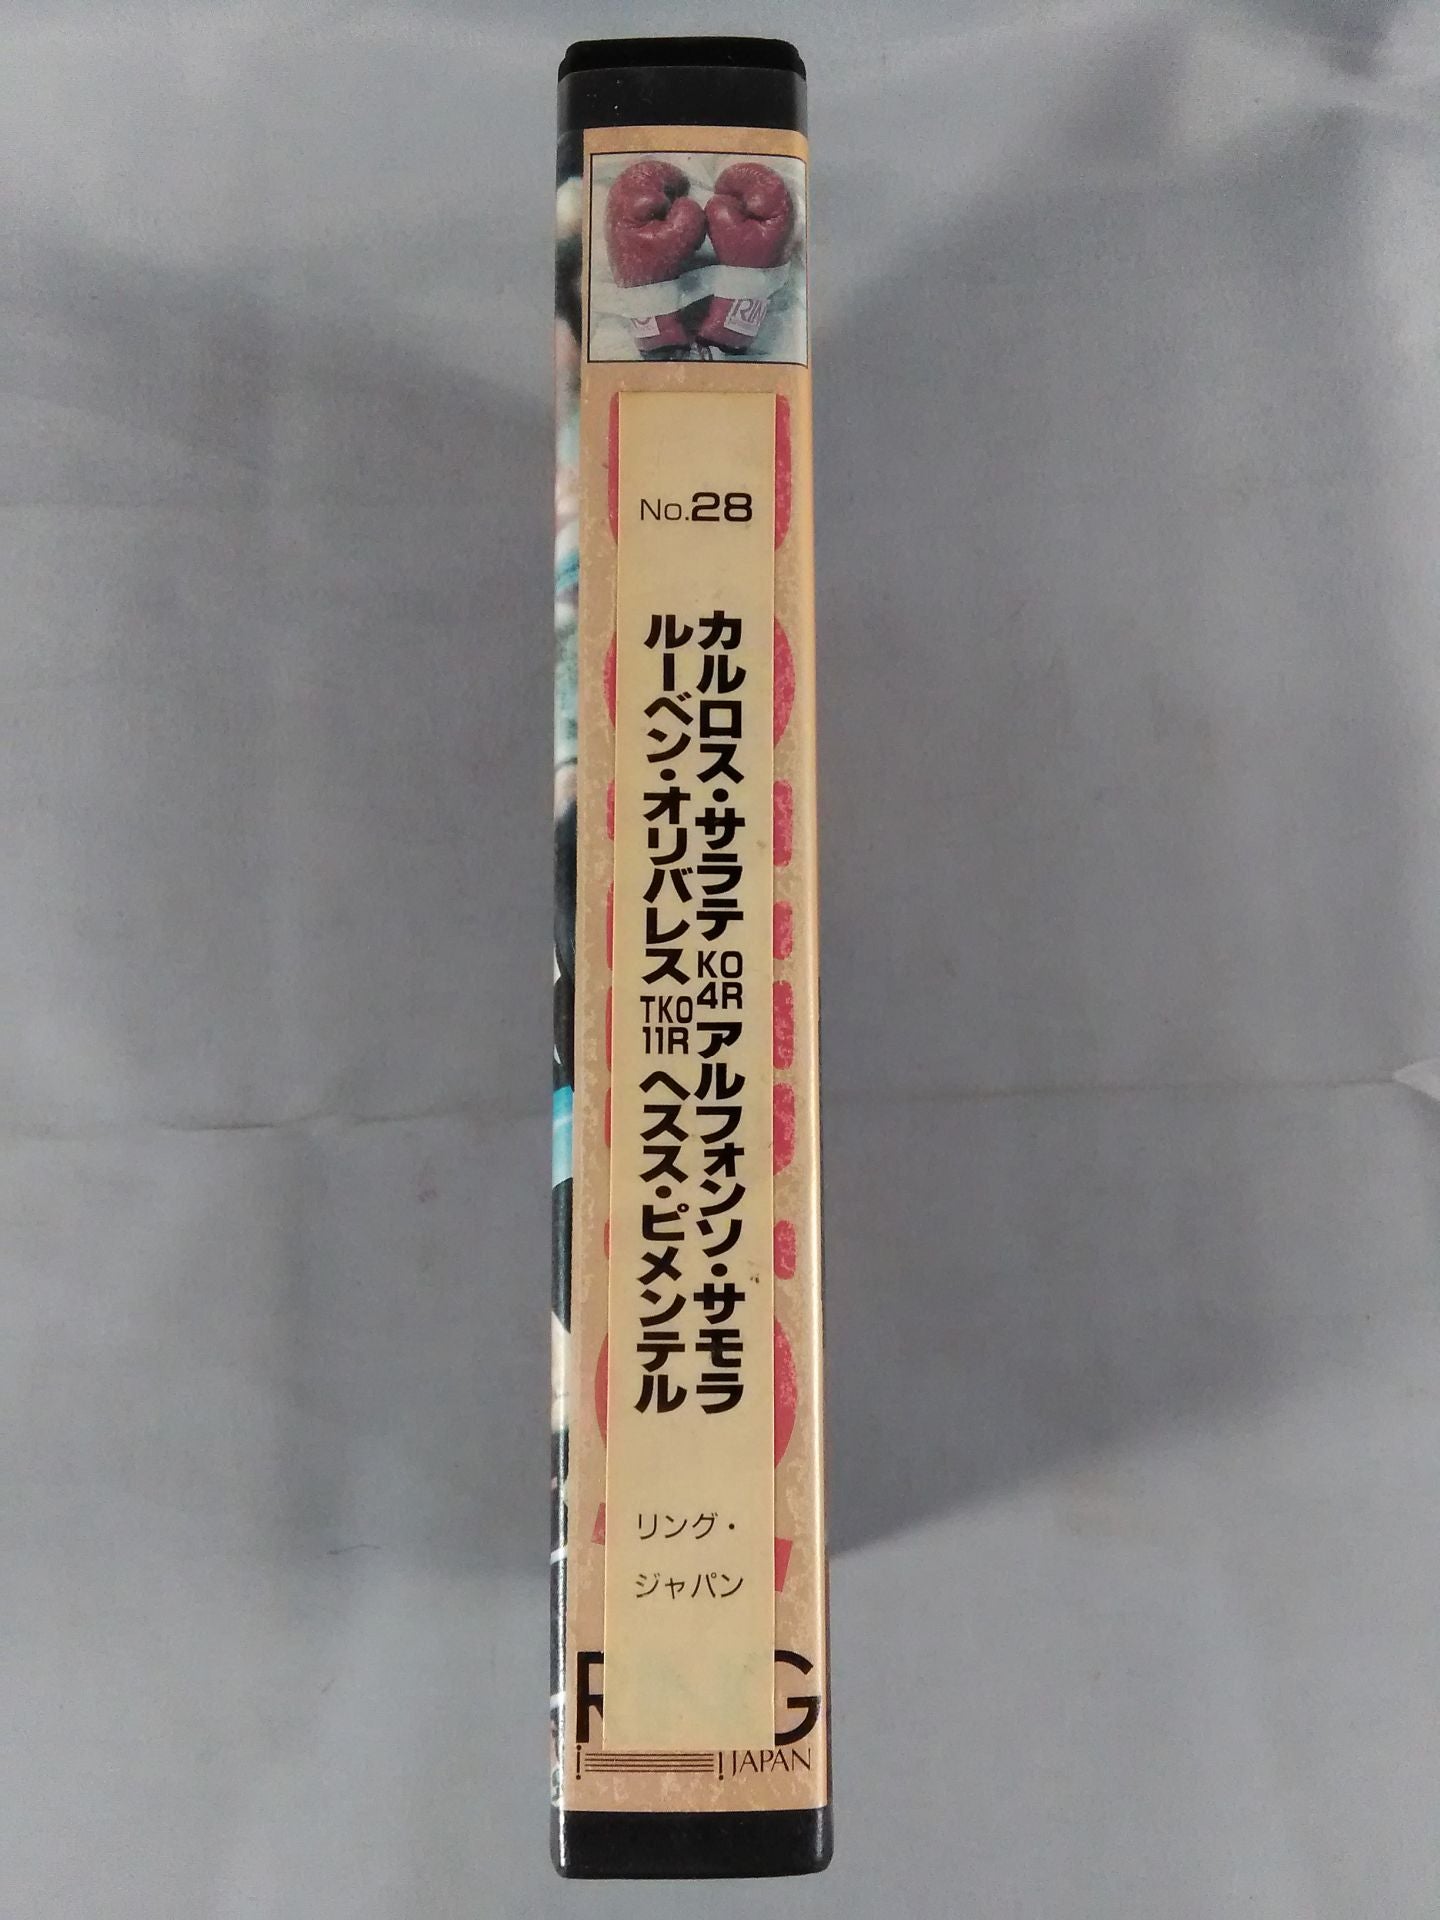 No.28
カルロス・サラテ KO 4R アルフォンソ・サモラ
ルーベン・オリバレス TKO 11R ヘスス・ピメンテル
リング・
ジャパン
JAPAN